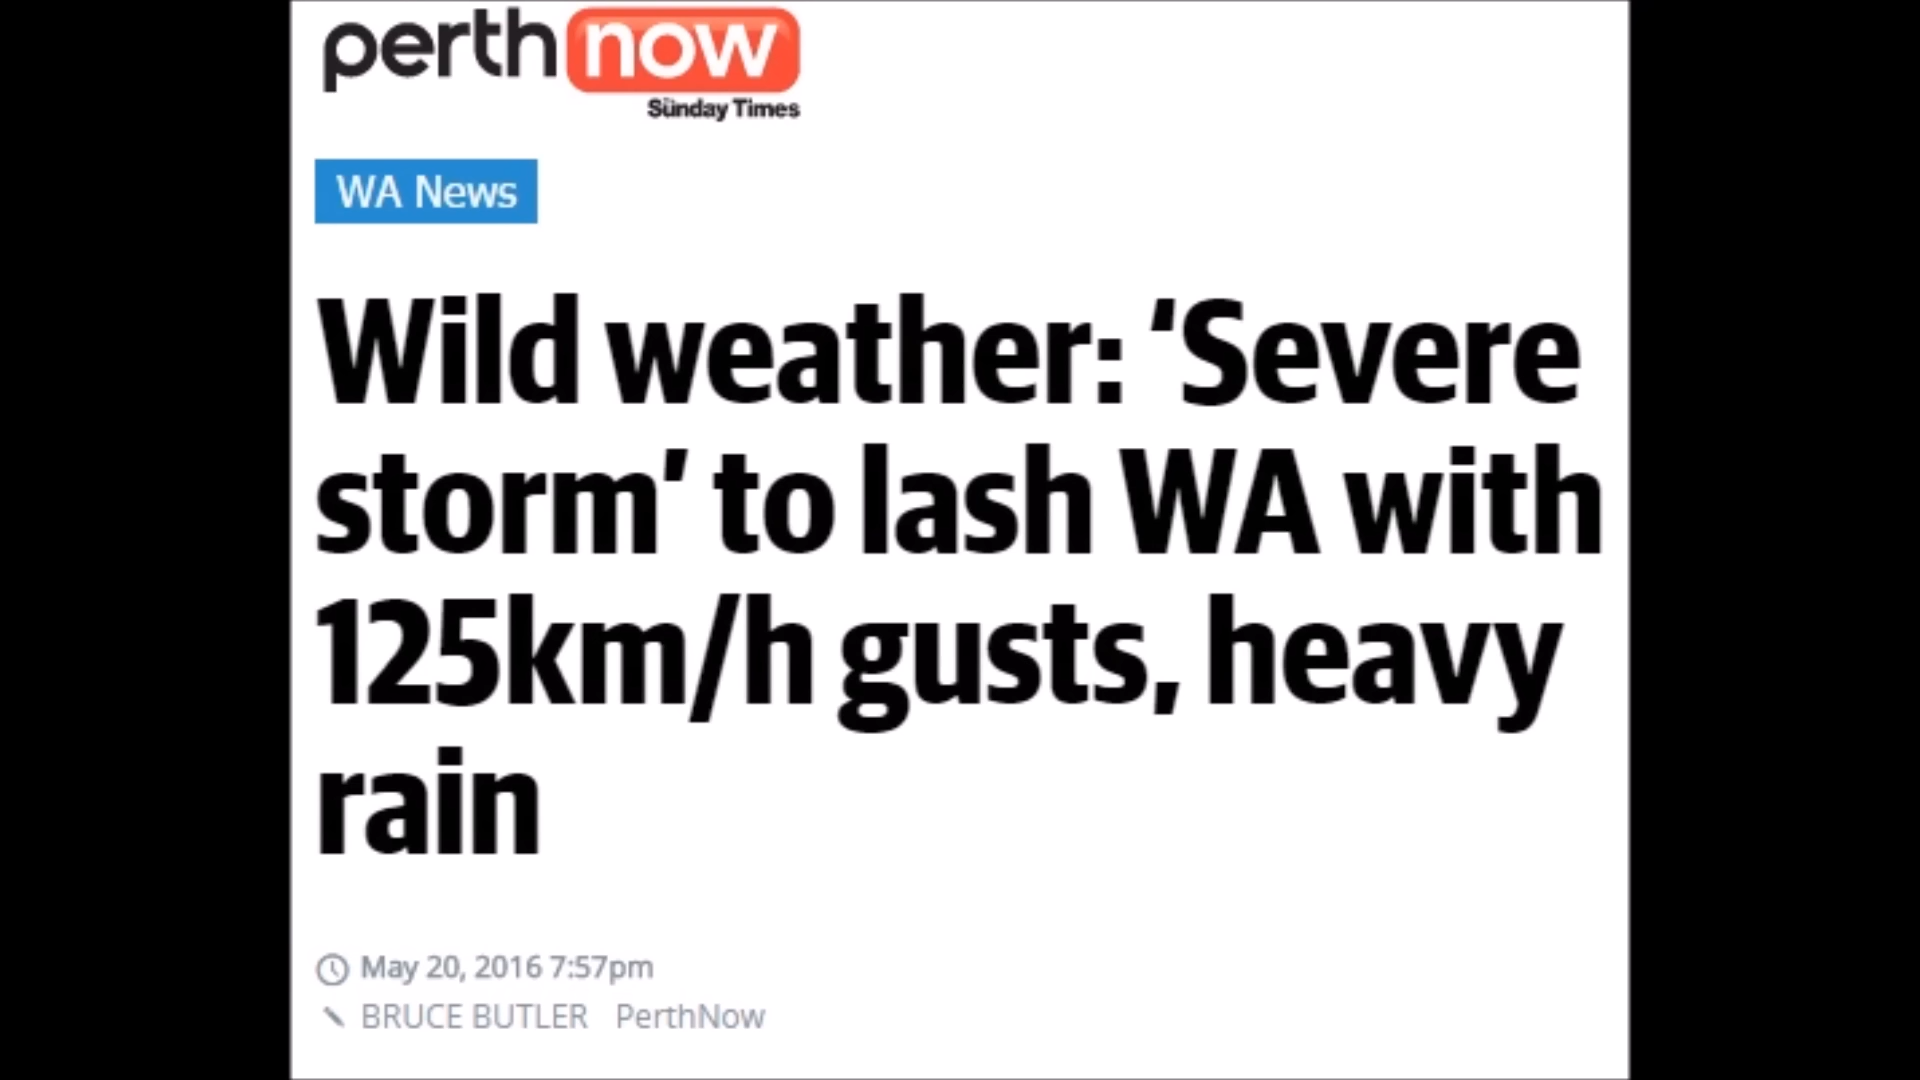 perth now
Sunday Times
WA News
Wild weather: ‘Severe
storm’ to lash WA with
125km/h gusts, heavy
rain
May 20, 2016 7:57pm
BRUCE BUTLER PerthNow